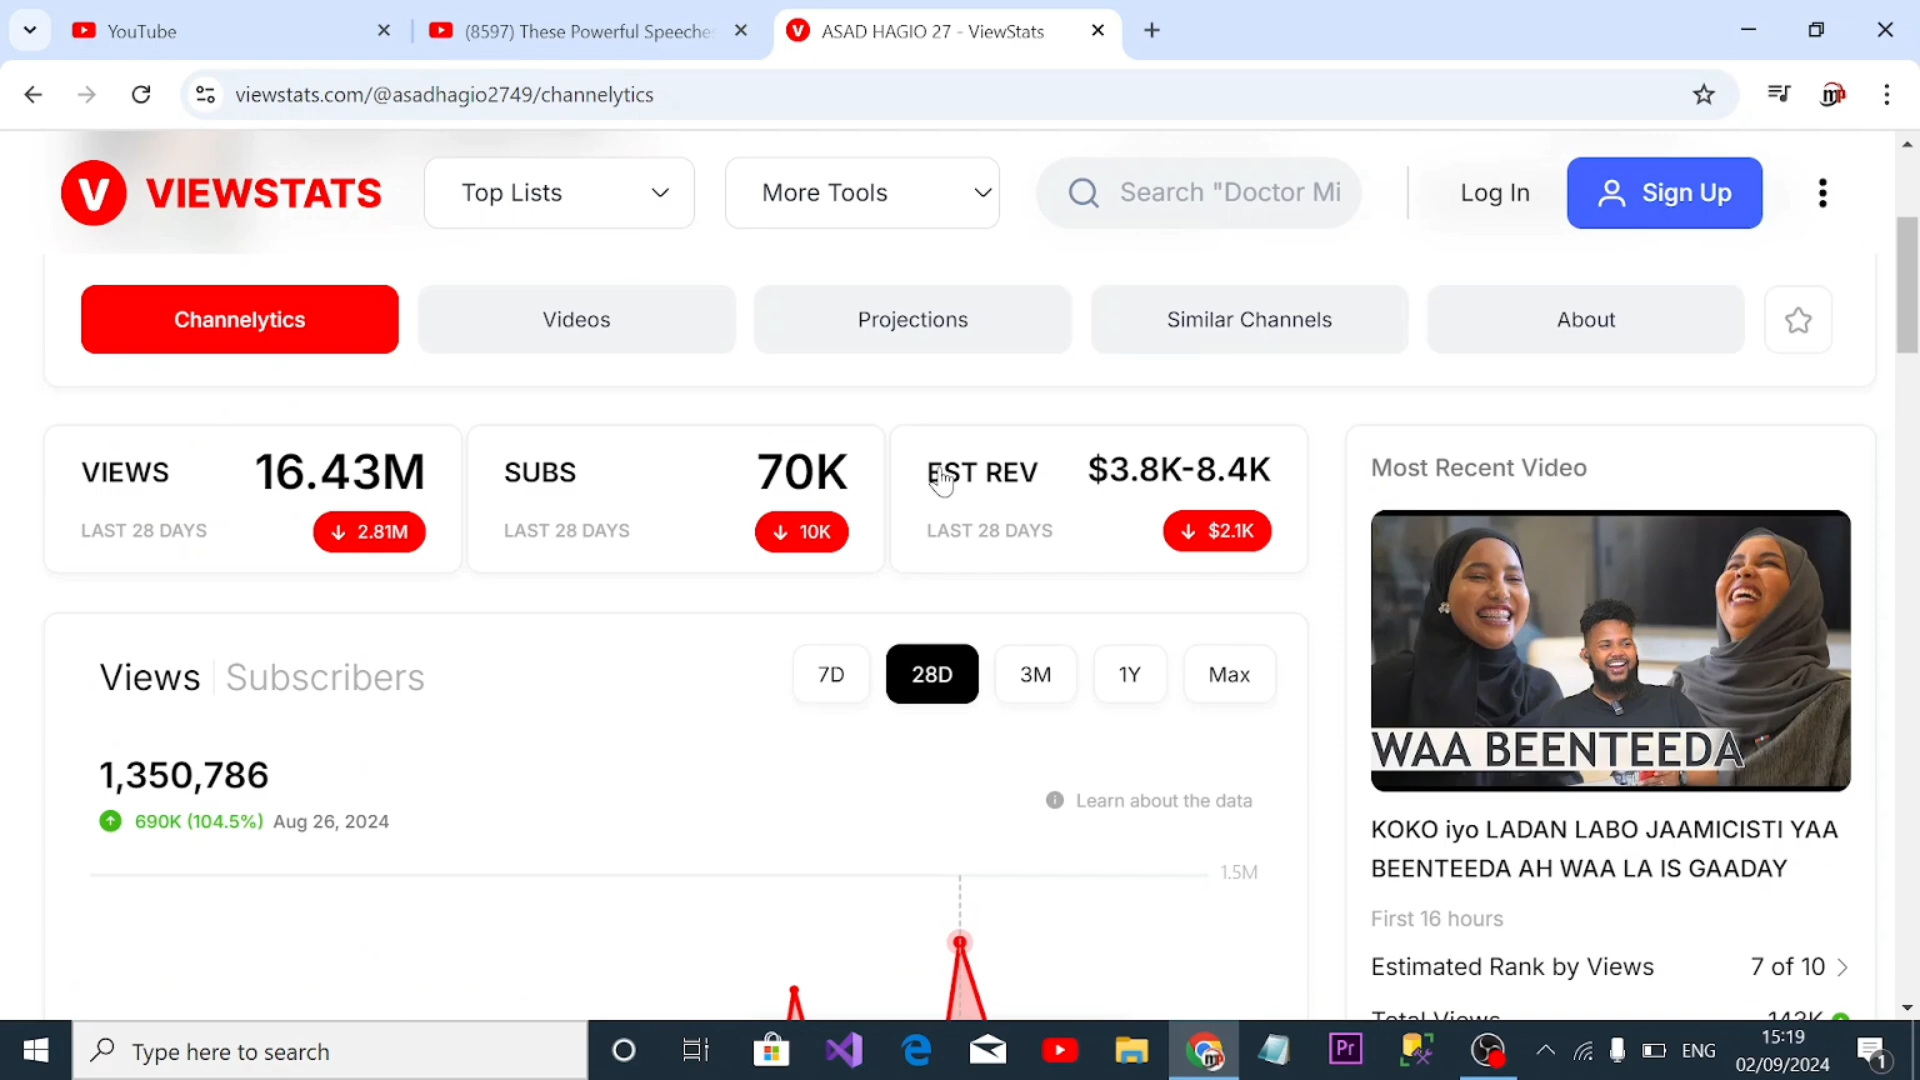 YouTube
(8597) These Powerful Speeche
ASAD HAGIO 27 - ViewStats
viewstats.com/@asadhagio2749/channelytics
VIEWSTATS
Top Lists
More Tools
Search "Doctor Mi
Log In
Sign Up
Channelytics
Videos
Projections
Similar Channels
About
VIEWS 16.43M
LAST 28 DAYS 2.81M
SUBS 70K
LAST 28 DAYS 10K
EST REV $3.8K-8.4K
LAST 28 DAYS $2.1K
Views Subscribers
7D 28D 3M 1Y Max
1,350,786
690K (104.5%) Aug 26, 2024
Learn about the data
1.5M
Most Recent Video
WAA BEENTEEDA
KOKO iyo LADAN LABO JAAMICISTI YAA
BEENTEEDA AH WAA LA IS GAADAY
First 16 hours
Estimated Rank by Views 7 of 10
Total Views 143K
Type here to search
Pr
ENG
15:19
02/09/2024
1